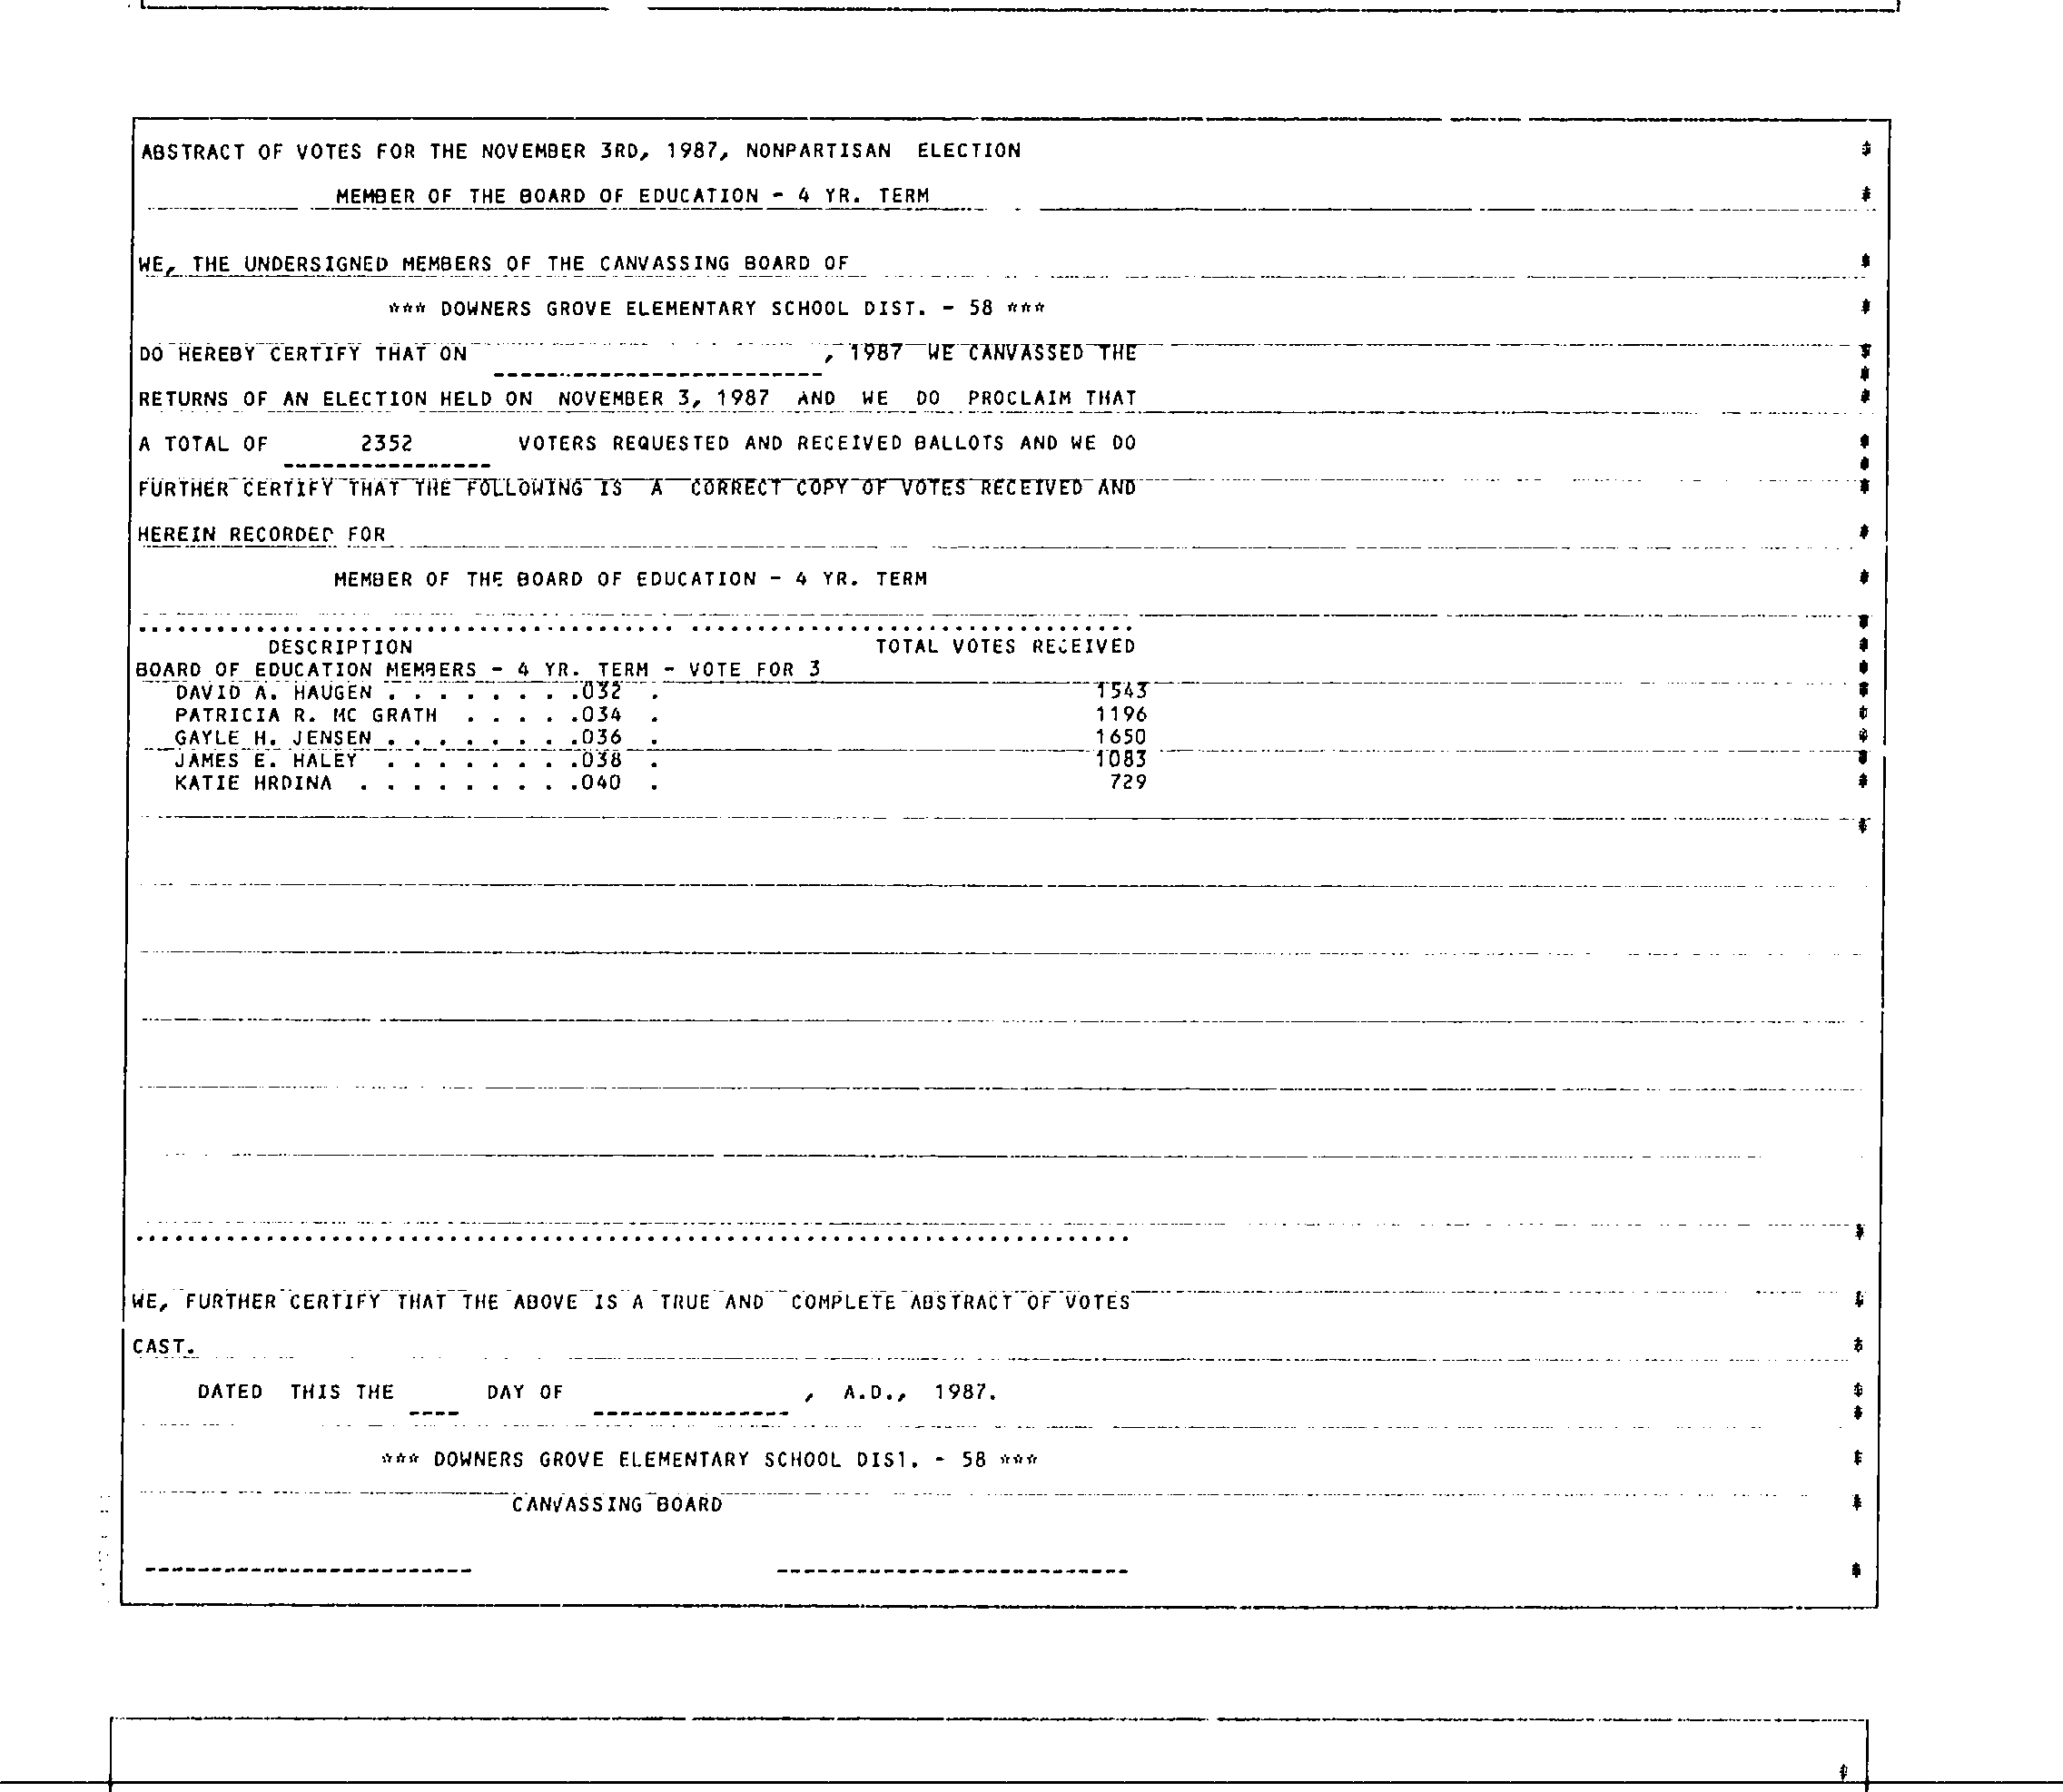 ABSTRACT OF VOTES FOR THE NOVEMBER 3RD, 1987, NONPARTISAN ELECTION
MEMBER OF THE BOARD OF EDUCATION - 4 YR. TERM
WE, THE UNDERSIGNED MEMBERS OF THE CANVASSING BOARD OF
*** DOWNERS GROVE ELEMENTARY SCHOOL DIST. - 58 ***
DO HEREBY CERTIFY THAT ON , 1987 WE CANVASSED THE
RETURNS OF AN ELECTION HELD ON NOVEMBER 3, 1987 AND WE DO PROCLAIM THAT
A TOTAL OF 2352 VOTERS REQUESTED AND RECEIVED BALLOTS AND WE DO
FURTHER CERTIFY THAT THE FOLLOWING IS A CORRECT COPY OF VOTES RECEIVED AND
HEREIN RECORDED FOR
MEMBER OF THE BOARD OF EDUCATION - 4 YR. TERM
DESCRIPTION TOTAL VOTES RECEIVED
BOARD OF EDUCATION MEMBERS - 4 YR. TERM - VOTE FOR 3
DAVID A. HAUGEN . . . . . . . .032 . 1543
PATRICIA R. MC GRATH . . . . .034 . 1196
GAYLE H. JENSEN . . . . . . . .036 . 1650
JAMES E. HALEY . . . . . . . .038 . 1083
KATIE HRDINA . . . . . . . . .040 . 729
WE, FURTHER CERTIFY THAT THE ABOVE IS A TRUE AND COMPLETE ABSTRACT OF VOTES
CAST.
DATED THIS THE ---- DAY OF --------------- , A.D., 1987.
*** DOWNERS GROVE ELEMENTARY SCHOOL DIST. - 58 ***
CANVASSING BOARD